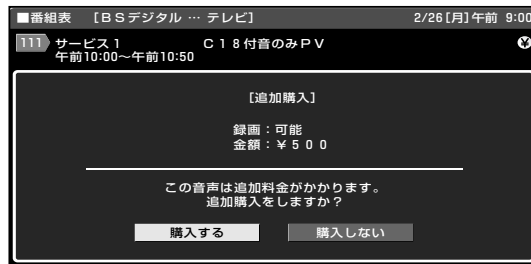 ■番組表 [BSデジタル … テレビ] 2/26[月]午前 9:00
111 サービス1 C18付音のみPV ¥
午前10:00～午前10:50
[追加購入]
録画：可能
金額：¥500
この音声は追加料金がかかります。
追加購入をしますか？
購入する 購入しない